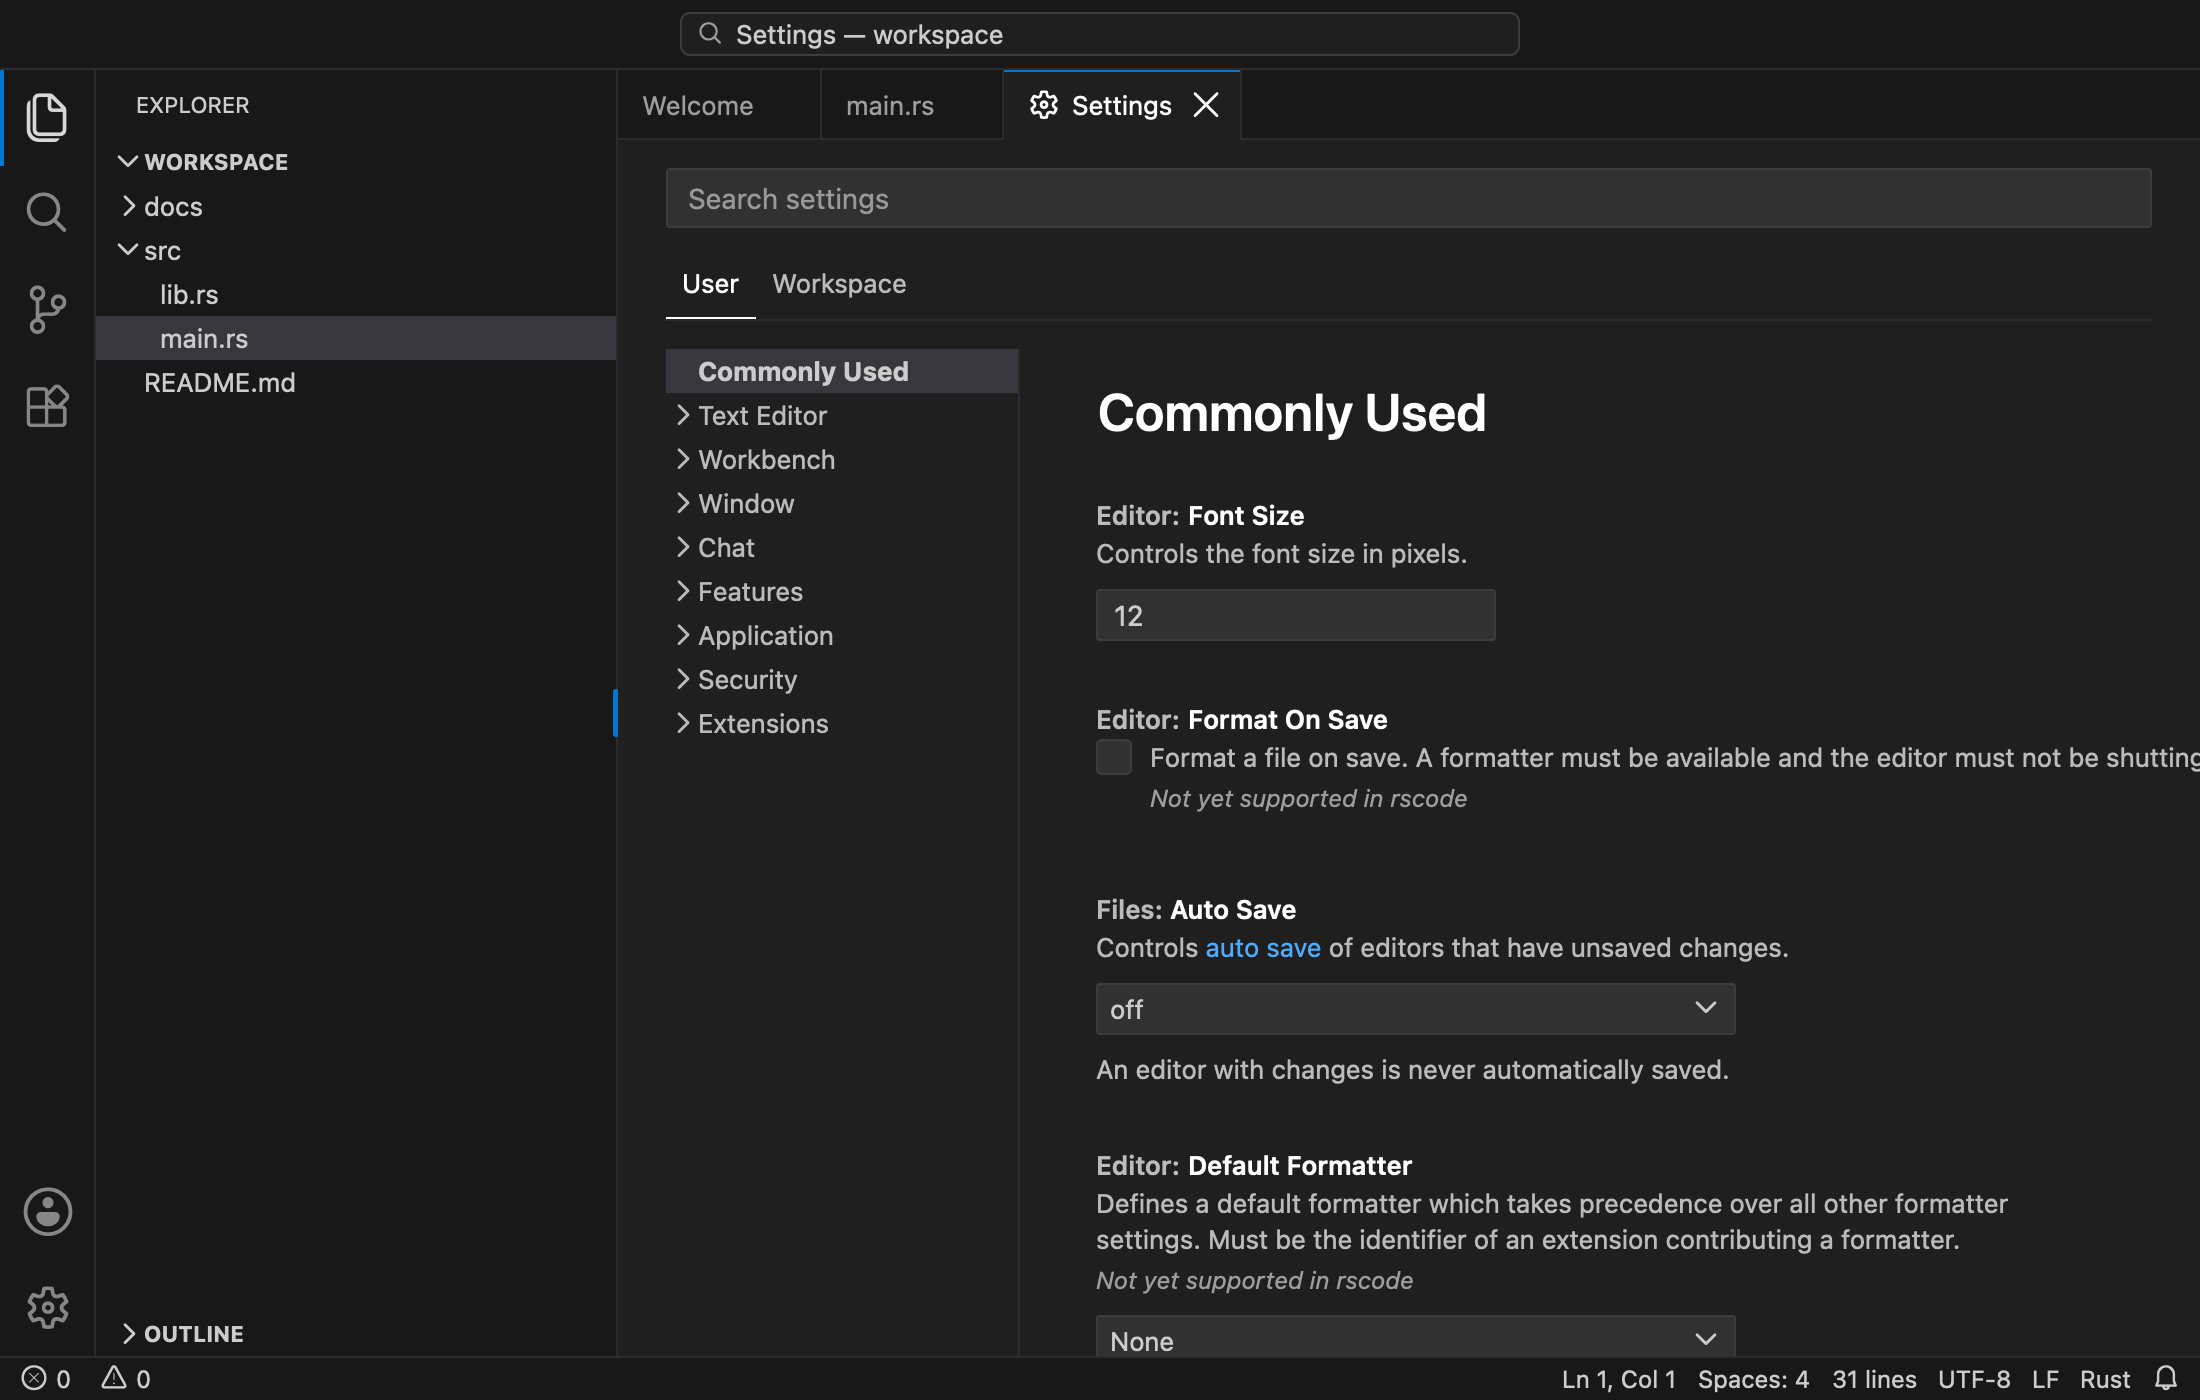 Settings — workspace
EXPLORER
WORKSPACE
docs
src
lib.rs
main.rs
README.md
OUTLINE
Welcome
main.rs
Settings
Search settings
User
Workspace
Commonly Used
Text Editor
Workbench
Window
Chat
Features
Application
Security
Extensions
Commonly Used
Editor: Font Size
Controls the font size in pixels.
12
Editor: Format On Save
Format a file on save. A formatter must be available and the editor must not be shutting
Not yet supported in rscode
Files: Auto Save
Controls auto save of editors that have unsaved changes.
off
An editor with changes is never automatically saved.
Editor: Default Formatter
Defines a default formatter which takes precedence over all other formatter
settings. Must be the identifier of an extension contributing a formatter.
Not yet supported in rscode
None
0 0
Ln 1, Col 1 Spaces: 4 31 lines UTF-8 LF Rust